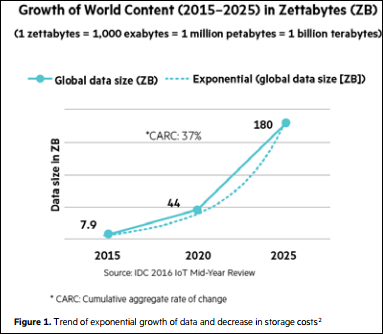 Growth of World Content (2015–2025) in Zettabytes (ZB)
(1 zettabytes = 1,000 exabytes = 1 million petabytes = 1 billion terabytes)
Global data size (ZB)
Exponential (global data size [ZB])
*CARC: 37%
180
44
7.9
Data size in ZB
2015 2020 2025
Source: IDC 2016 IoT Mid-Year Review
* CARC: Cumulative aggregate rate of change
Figure 1. Trend of exponential growth of data and decrease in storage costs²